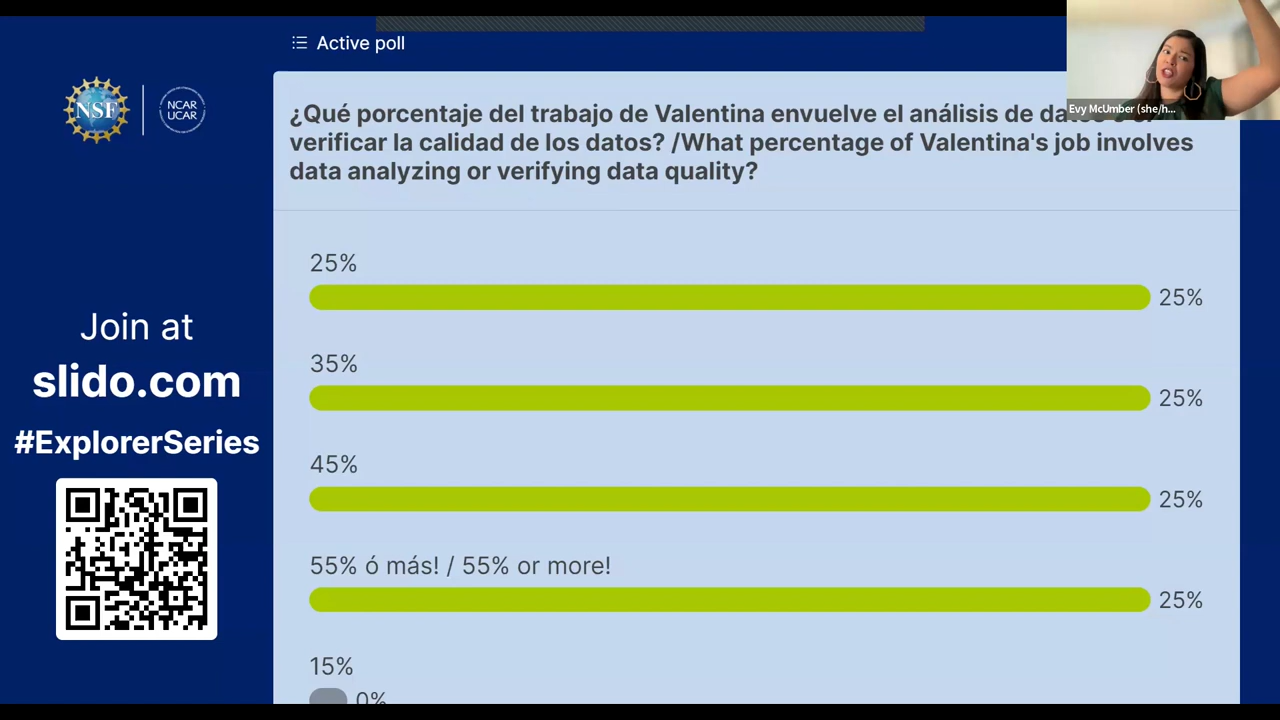 Active poll
NSF
NCAR
UCAR
Evy McUmber (she/h...
¿Qué porcentaje del trabajo de Valentina envuelve el análisis de
verificar la calidad de los datos? /What percentage of Valentina's job involves
data analyzing or verifying data quality?
Join at
slido.com
#ExplorerSeries
25%
25%
35%
25%
45%
25%
55% ó más! / 55% or more!
25%
15%
0%